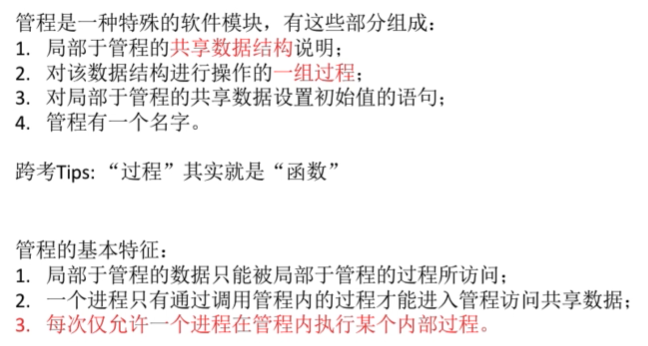 管程是一种特殊的软件模块，有这些部分组成：
1. 局部于管程的共享数据结构说明；
2. 对该数据结构进行操作的一组过程；
3. 对局部于管程的共享数据设置初始值的语句；
4. 管程有一个名字。
跨考Tips: “过程”其实就是“函数”
管程的基本特征：
1. 局部于管程的数据只能被局部于管程的过程所访问；
2. 一个进程只有通过调用管程内的过程才能进入管程访问共享数据；
3. 每次仅允许一个进程在管程内执行某个内部过程。